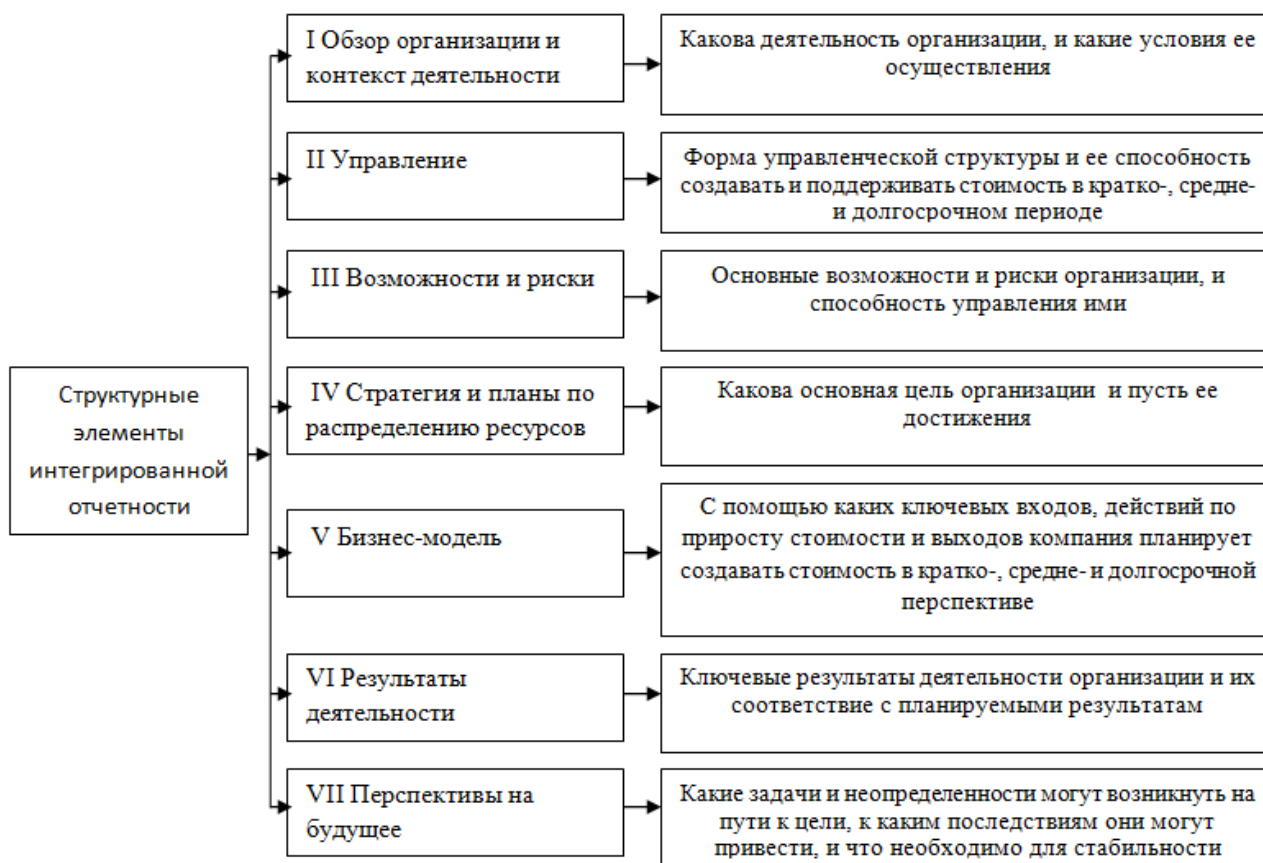 Структурные
элементы
интегрированной
отчетности
I Обзор организации и
контекст деятельности
Какова деятельность организации, и какие условия ее
осуществления
II Управление
Форма управленческой структуры и ее способность
создавать и поддерживать стоимость в кратко-, средне-
и долгосрочном периоде
III Возможности и риски
Основные возможности и риски организации, и
способность управления ими
IV Стратегия и планы по
распределению ресурсов
Какова основная цель организации и пусть ее
достижения
V Бизнес-модель
С помощью каких ключевых входов, действий по
приросту стоимости и выходов компания планирует
создавать стоимость в кратко-, средне- и долгосрочной
перспективе
VI Результаты
деятельности
Ключевые результаты деятельности организации и их
соответствие с планируемыми результатам
VII Перспективы на
будущее
Какие задачи и неопределенности могут возникнуть на
пути к цели, к каким последствиям они могут
привести, и что необходимо для стабильности